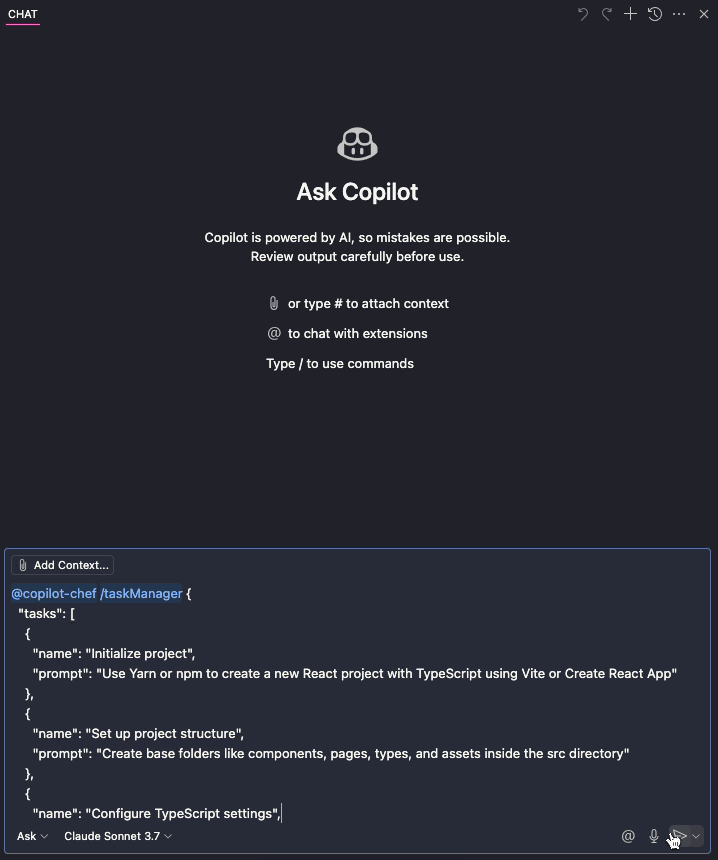 CHAT
Ask Copilot
Copilot is powered by AI, so mistakes are possible.
Review output carefully before use.
or type # to attach context
@ to chat with extensions
Type / to use commands
Add Context...
@copilot-chef /taskManager {
"tasks": [
{
"name": "Initialize project",
"prompt": "Use Yarn or npm to create a new React project with TypeScript using Vite or Create React App"
},
{
"name": "Set up project structure",
"prompt": "Create base folders like components, pages, types, and assets inside the src directory"
},
{
"name": "Configure TypeScript settings",
Ask Claude Sonnet 3.7 @